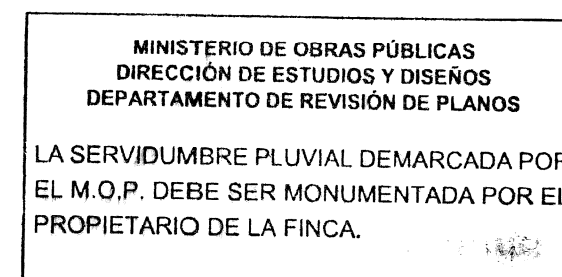 MINISTERIO DE OBRAS PÚBLICAS
DIRECCIÓN DE ESTUDIOS Y DISEÑOS
DEPARTAMENTO DE REVISIÓN DE PLANOS
LA SERVIDUMBRE PLUVIAL DEMARCADA POR
EL M.O.P. DEBE SER MONUMENTADA POR EL
PROPIETARIO DE LA FINCA.